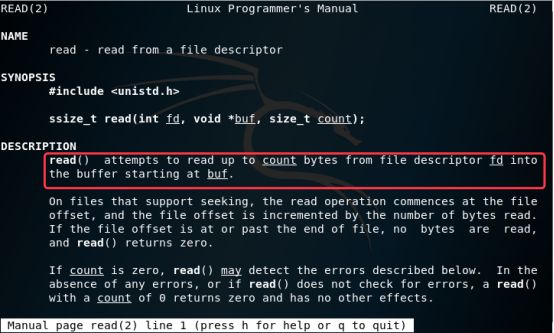 READ(2) Linux Programmer's Manual READ(2)
NAME
read - read from a file descriptor
SYNOPSIS
#include <unistd.h>
ssize_t read(int fd, void *buf, size_t count);
DESCRIPTION
read() attempts to read up to count bytes from file descriptor fd into
the buffer starting at buf.
On files that support seeking, the read operation commences at the file
offset, and the file offset is incremented by the number of bytes read.
If the file offset is at or past the end of file, no bytes are read,
and read() returns zero.
If count is zero, read() may detect the errors described below. In the
absence of any errors, or if read() does not check for errors, a read()
with a count of 0 returns zero and has no other effects.
Manual page read(2) line 1 (press h for help or q to quit)